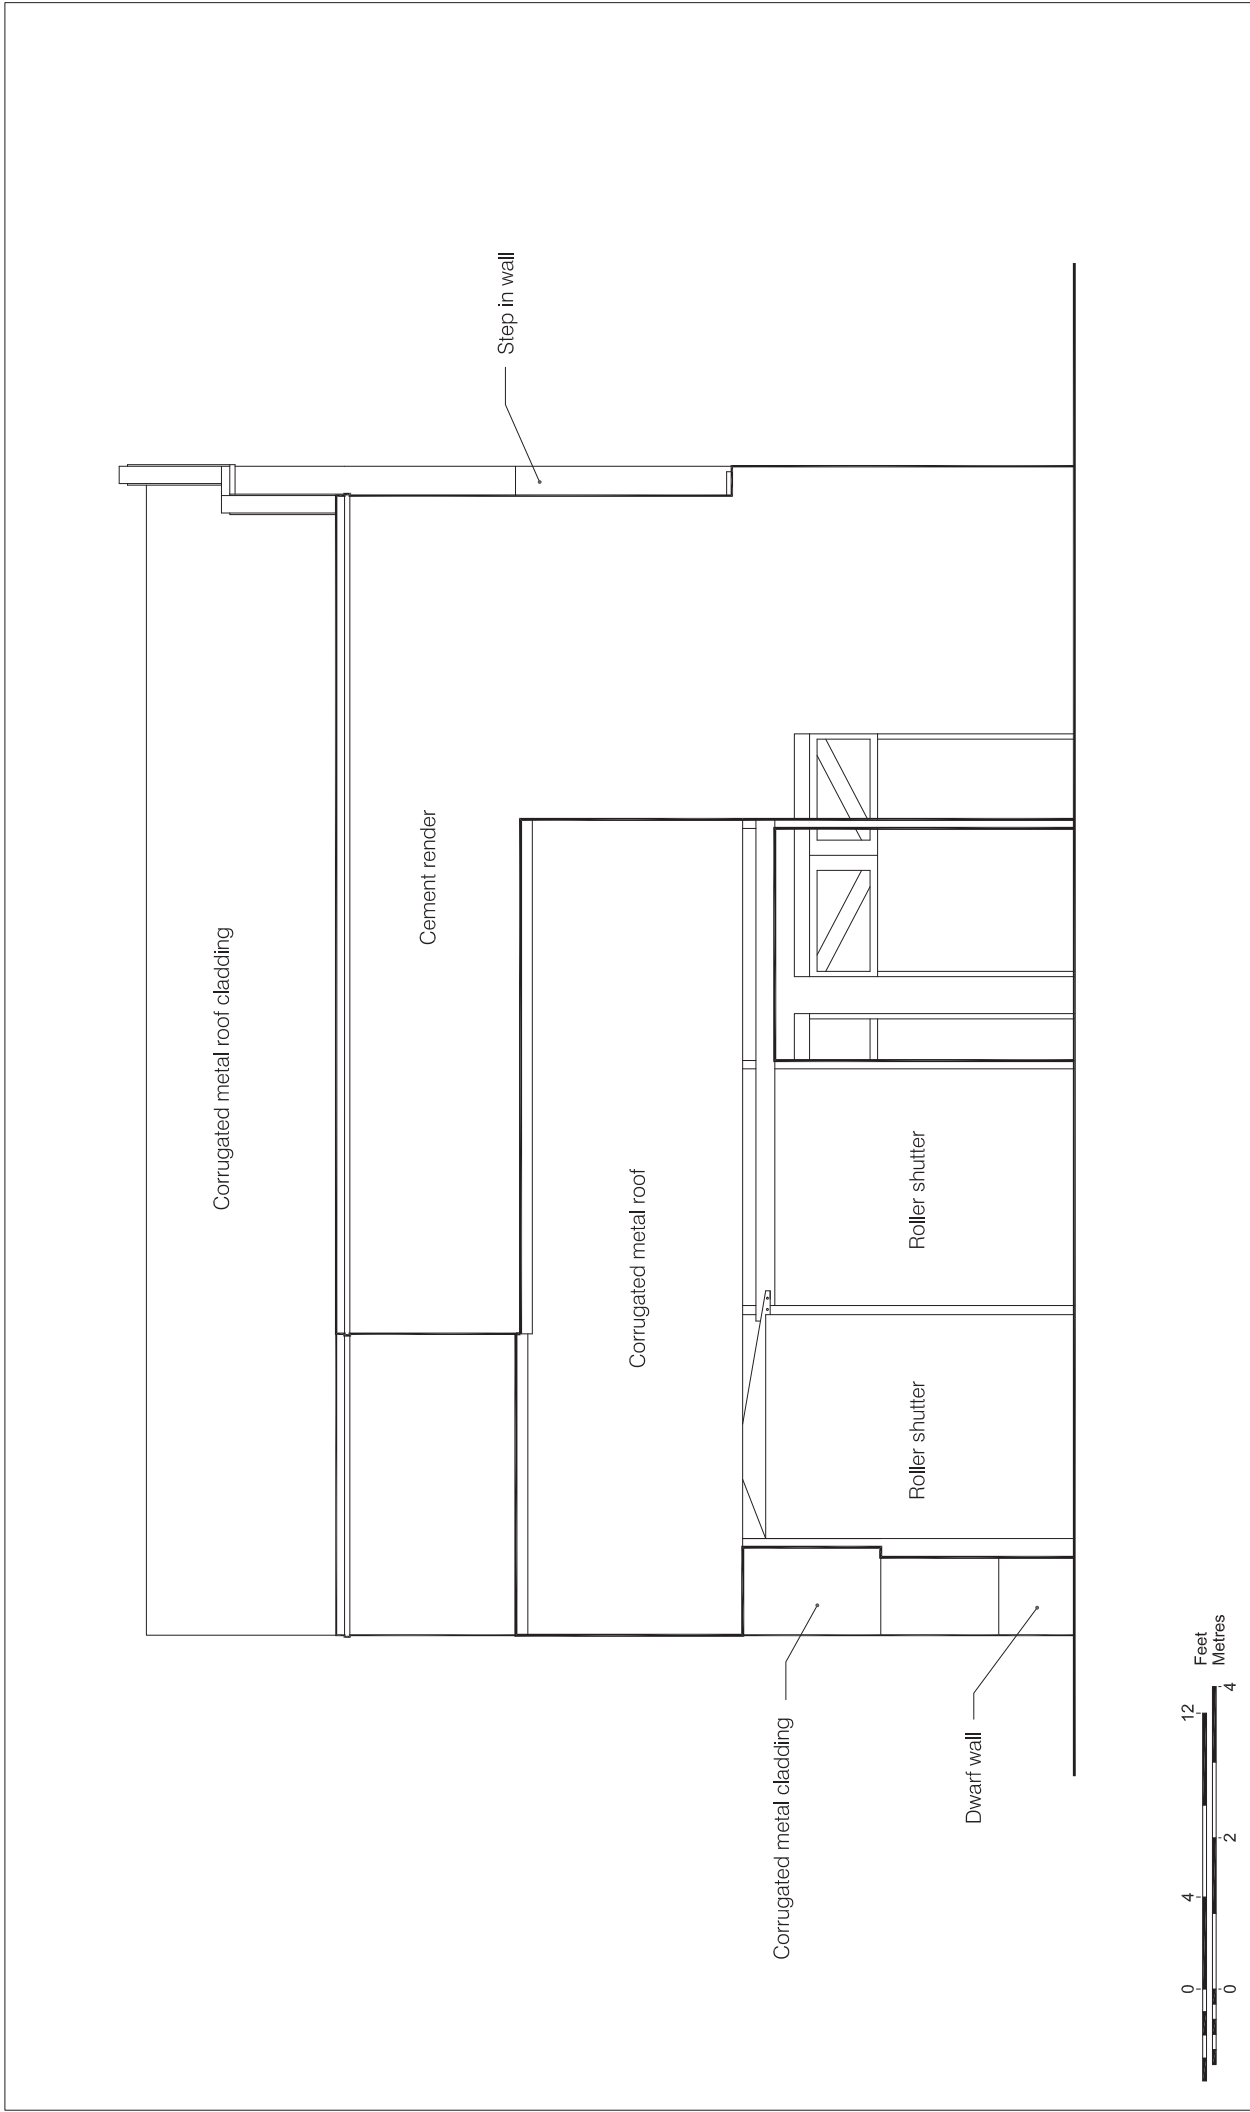 Corrugated metal roof cladding
Step in wall
Cement render
Corrugated metal roof
Corrugated metal cladding
Roller shutter
Roller shutter
Dwarf wall
0 4 12 Feet
0 2 4 Metres